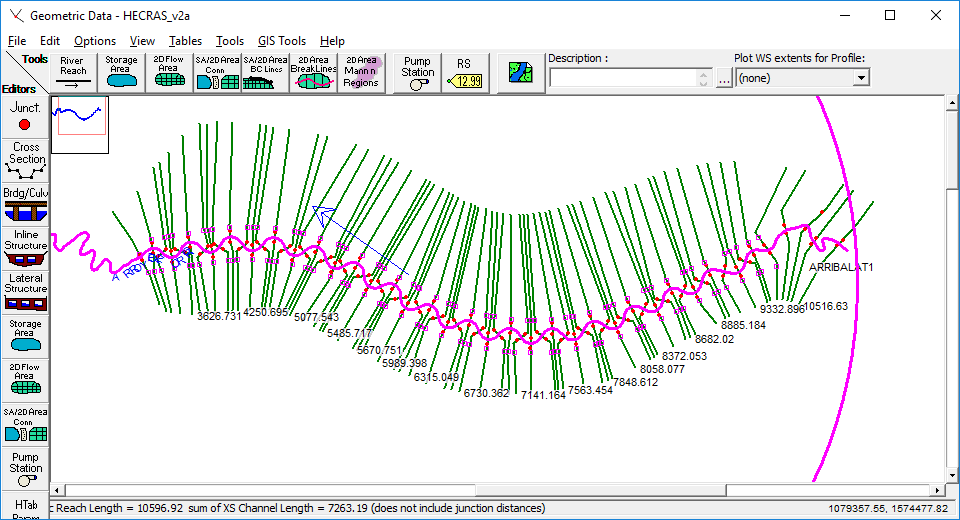 Geometric Data - HECRAS_v2a
File Edit Options View Tables Tools GIS Tools Help
Tools
Editors
River Reach
Storage Area
2D Flow Area
SA/2D Area Conn
SA/2D Area BC Lines
2D Area BreakLines
2D Area Mann n Regions
Pump Station
RS
12.99
Description :
...
Plot WS extents for Profile:
(none)
Junct.
Cross Section
Brdg/Culv
Inline Structure
Lateral Structure
Storage Area
2D Flow Area
SA/2D Area Conn
Pump Station
HTab Param
3626.731
4250.695
5077.543
5485.717
5670.751
5989.398
6315.049
6730.362
7141.164
7563.454
7848.612
8058.077
8372.053
8682.02
8885.184
9332.896
10516.63
ARRIBALAT1
c Reach Length = 10596.92 sum of XS Channel Length = 7263.19 (does not include junction distances)
1079357.55, 1574477.82